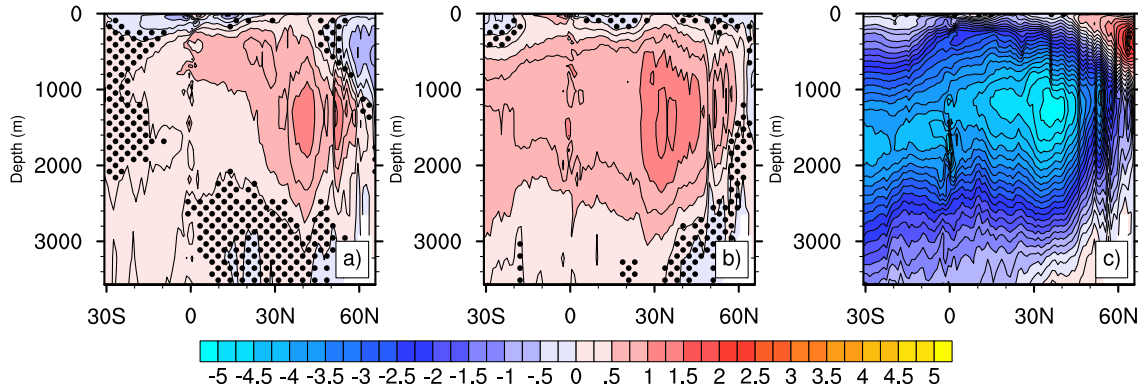 0 0 0
Depth (m) 1000 Depth (m) 1000 Depth (m) 1000
2000 2000 2000
3000 3000 3000
a) b) c)
30S 0 30N 60N 30S 0 30N 60N 30S 0 30N 60N
-5 -4.5 -4 -3.5 -3 -2.5 -2 -1.5 -1 -.5 0 .5 1 1.5 2 2.5 3 3.5 4 4.5 5